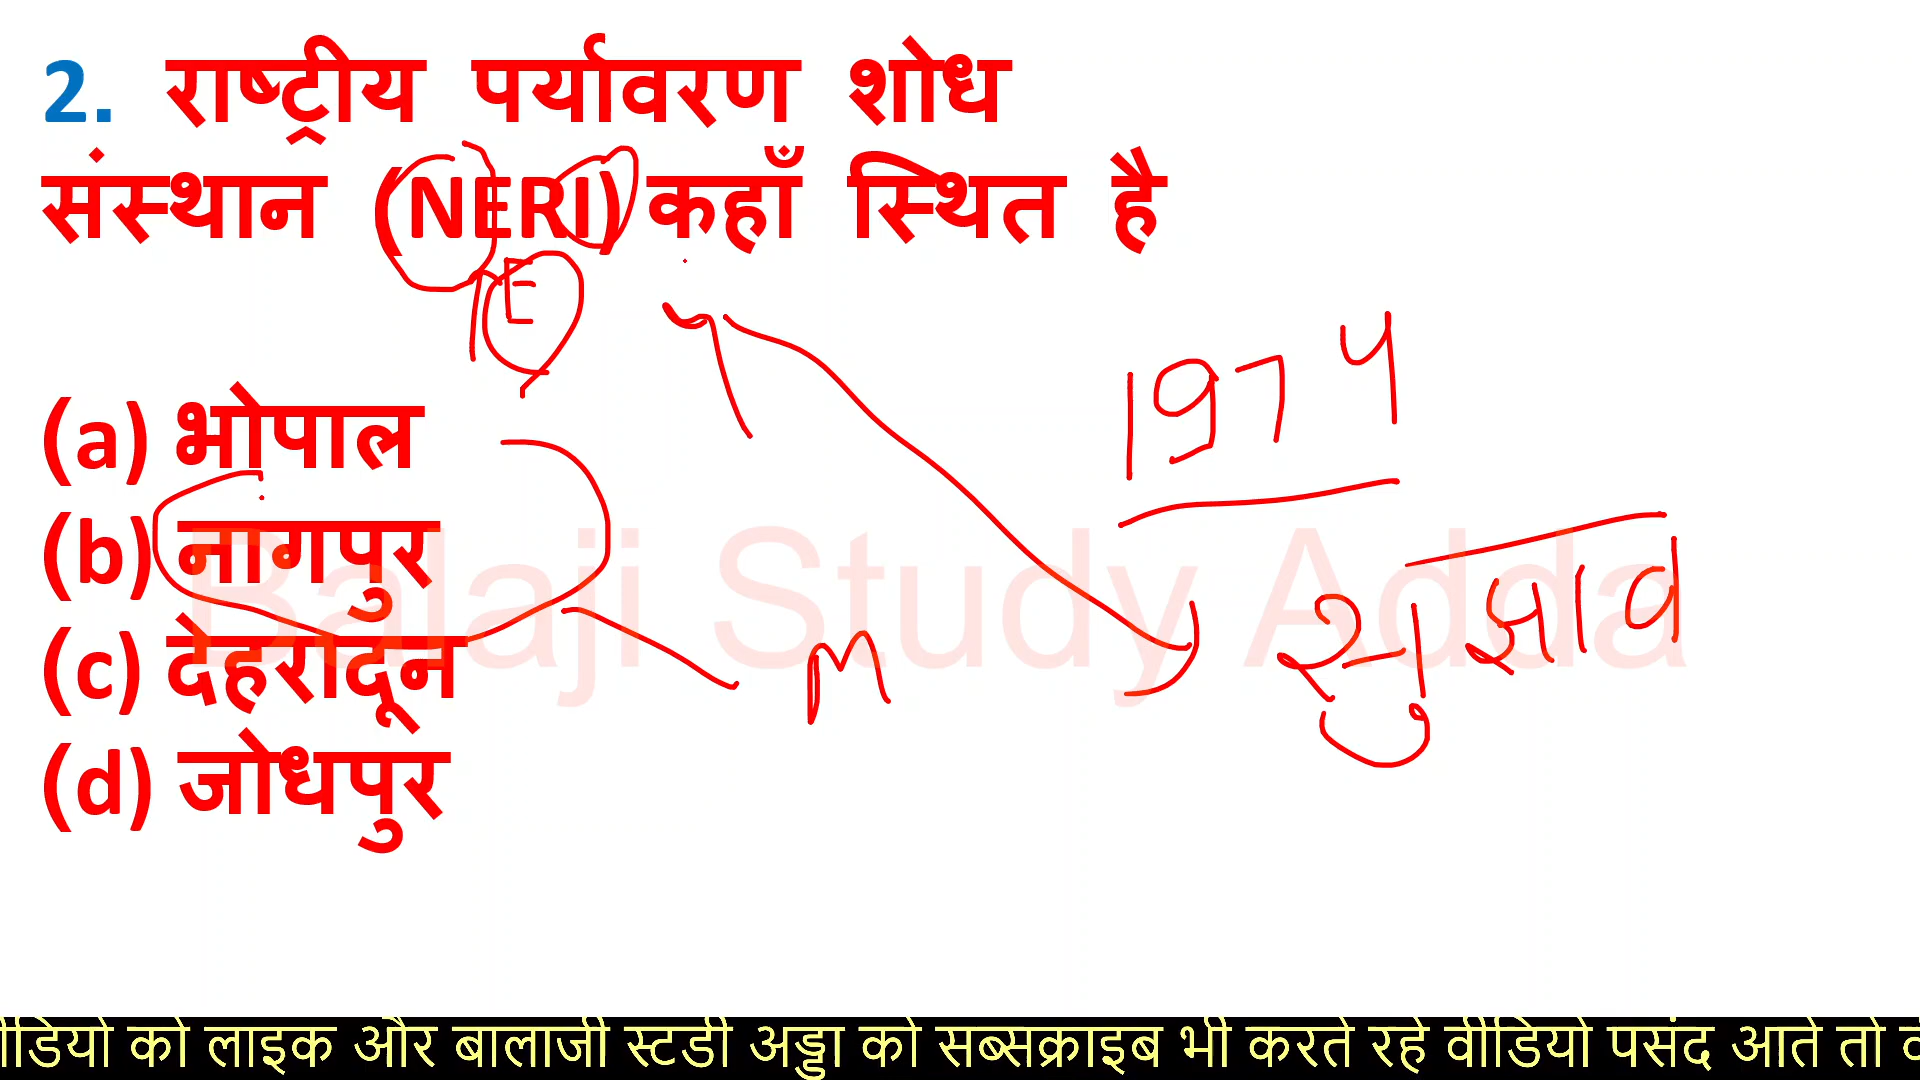 2. राष्ट्रीय पर्यावरण शोध
संस्थान (NERI) कहाँ स्थित है
E
1974
(a) भोपाल
(b) नागपुर
(c) देहरादून
(d) जोधपुर
M
सुझाव
Balaji Study Adda
डियो को लाइक और बालाजी स्टडी अड्डा को सब्सक्राइब भी करते रहे वीडियो पसंद आते तो